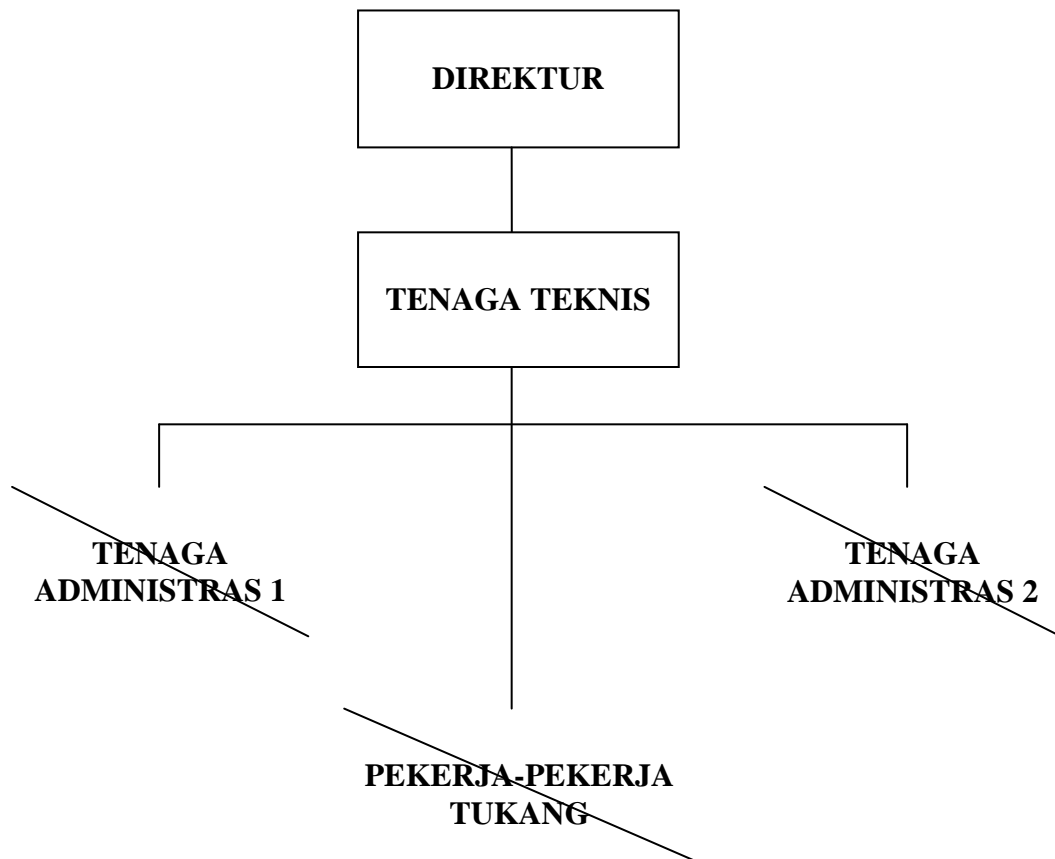 DIREKTUR
TENAGA TEKNIS
TENAGA
ADMINISTRAS 1
TENAGA
ADMINISTRAS 2
PEKERJA-PEKERJA
TUKANG